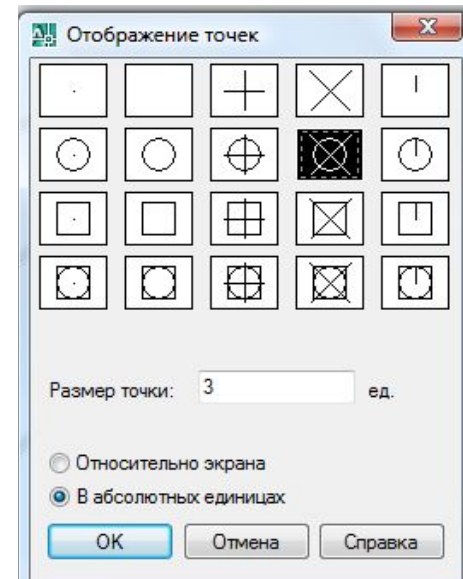 Отображение точек
Размер точки: 3 ед.
Относительно экрана
В абсолютных единицах
OK Отмена Справка